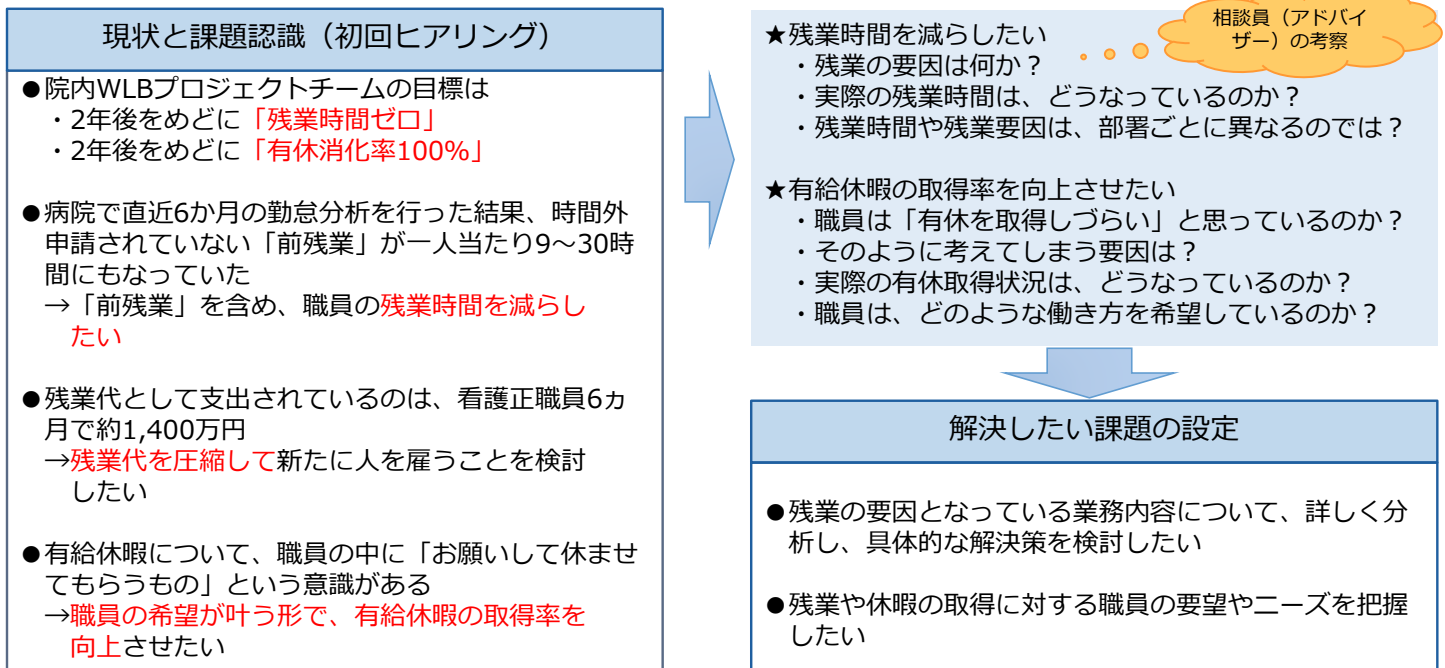 現状と課題認識（初回ヒアリング）
●院内WLBプロジェクトチームの目標は
・2年後をめどに「残業時間ゼロ」
・2年後をめどに「有休消化率100%」
●病院で直近6か月の勤怠分析を行った結果、時間外
申請されていない「前残業」が一人当たり9～30時
間にもなっていた
→「前残業」を含め、職員の残業時間を減らし
たい
●残業代として支出されているのは、看護正職員6ヵ
月で約1,400万円
→残業代を圧縮して新たに人を雇うことを検討
したい
●有給休暇について、職員の中に「お願いして休ませ
てもらうもの」という意識がある
→職員の希望が叶う形で、有給休暇の取得率を
向上させたい
相談員（アドバイ
ザー）の考察
★残業時間を減らしたい
・残業の要因は何か？
・実際の残業時間は、どうなっているのか？
・残業時間や残業要因は、部署ごとに異なるのでは？
★有給休暇の取得率を向上させたい
・職員は「有休を取得しづらい」と思っているのか？
・そのように考えてしまう要因は？
・実際の有休取得状況は、どうなっているのか？
・職員は、どのような働き方を希望しているのか？
解決したい課題の設定
●残業の要因となっている業務内容について、詳しく分
析し、具体的な解決策を検討したい
●残業や休暇の取得に対する職員の要望やニーズを把握
したい